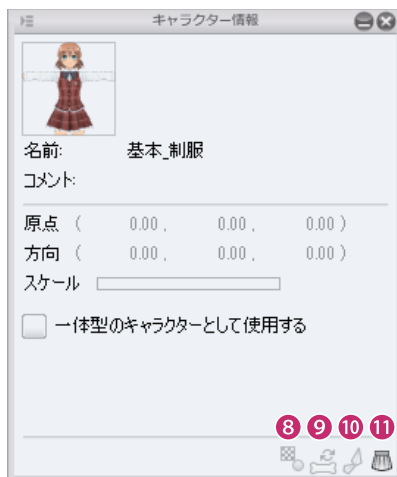 キャラクター情報
名前: 基本_制服
コメント:
原点 ( 0.00 , 0.00 , 0.00 )
方向 ( 0.00 , 0.00 , 0.00 )
スケール
一体型のキャラクターとして使用する
8 9 10 11